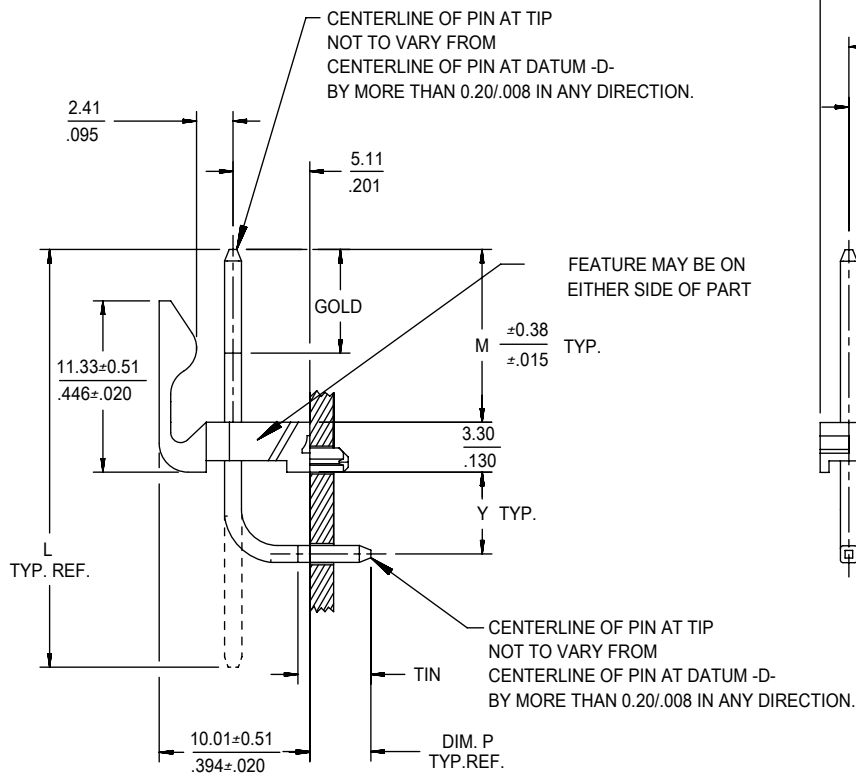 CENTERLINE OF PIN AT TIP
NOT TO VARY FROM
CENTERLINE OF PIN AT DATUM -D-
BY MORE THAN 0.20/.008 IN ANY DIRECTION.
2.41
.095
5.11
.201
FEATURE MAY BE ON
EITHER SIDE OF PART
GOLD
M ±0.38 TYP.
±.015
11.33±0.51
.446±.020
3.30
.130
Y TYP.
L
TYP. REF.
CENTERLINE OF PIN AT TIP
NOT TO VARY FROM
CENTERLINE OF PIN AT DATUM -D-
BY MORE THAN 0.20/.008 IN ANY DIRECTION.
TIN
10.01±0.51
.394±.020
DIM. P
TYP.REF.